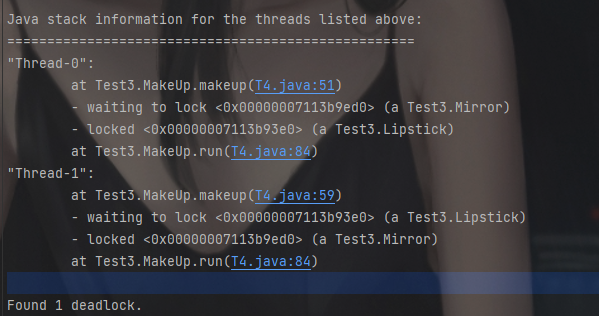 Java stack information for the threads listed above:
===================================================
"Thread-0":
        at Test3.MakeUp.makeup(T4.java:51)
        - waiting to lock <0x00000007113b9ed0> (a Test3.Mirror)
        - locked <0x00000007113b93e0> (a Test3.Lipstick)
        at Test3.MakeUp.run(T4.java:84)
"Thread-1":
        at Test3.MakeUp.makeup(T4.java:59)
        - waiting to lock <0x00000007113b93e0> (a Test3.Lipstick)
        - locked <0x00000007113b9ed0> (a Test3.Mirror)
        at Test3.MakeUp.run(T4.java:84)
Found 1 deadlock.